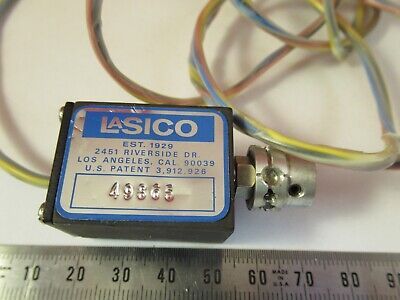 LASICO
EST. 1929
2451 RIVERSIDE DR.
LOS ANGELES, CAL. 90039
U.S. PATENT 3,912,926
10 20 30 40 50 60 70 80 90
MADE IN
U.S.A.